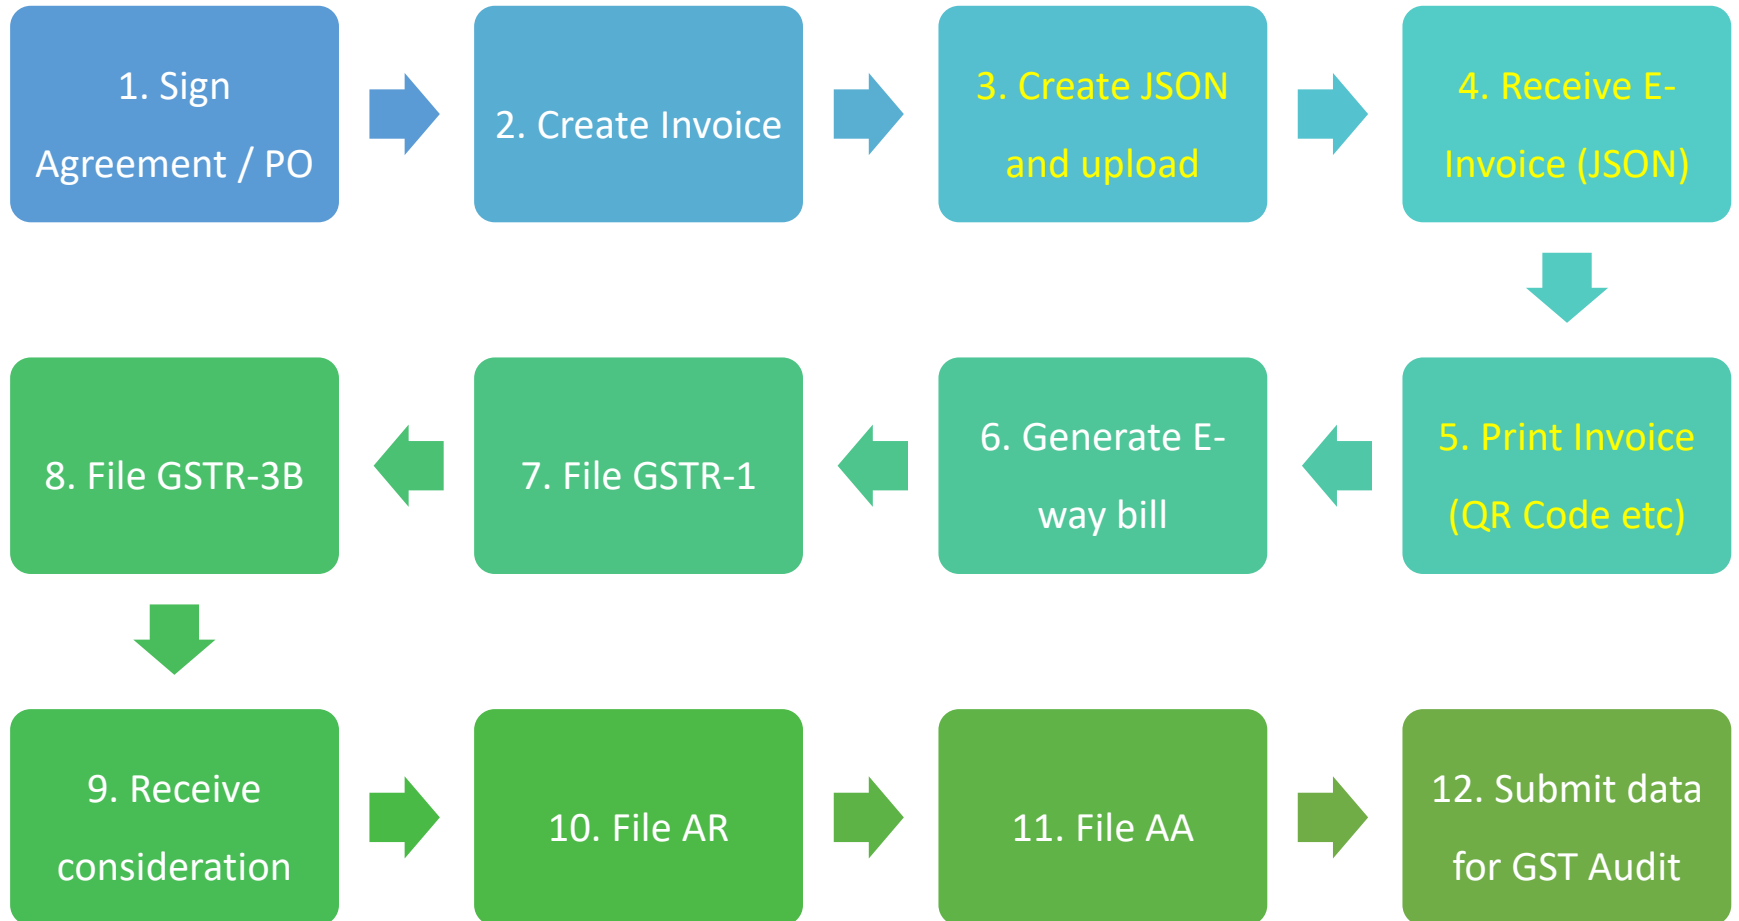 1. Sign
Agreement / PO
2. Create Invoice
3. Create JSON
and upload
4. Receive E-
Invoice (JSON)
5. Print Invoice
(QR Code etc)
6. Generate E-
way bill
7. File GSTR-1
8. File GSTR-3B
9. Receive
consideration
10. File AR
11. File AA
12. Submit data
for GST Audit